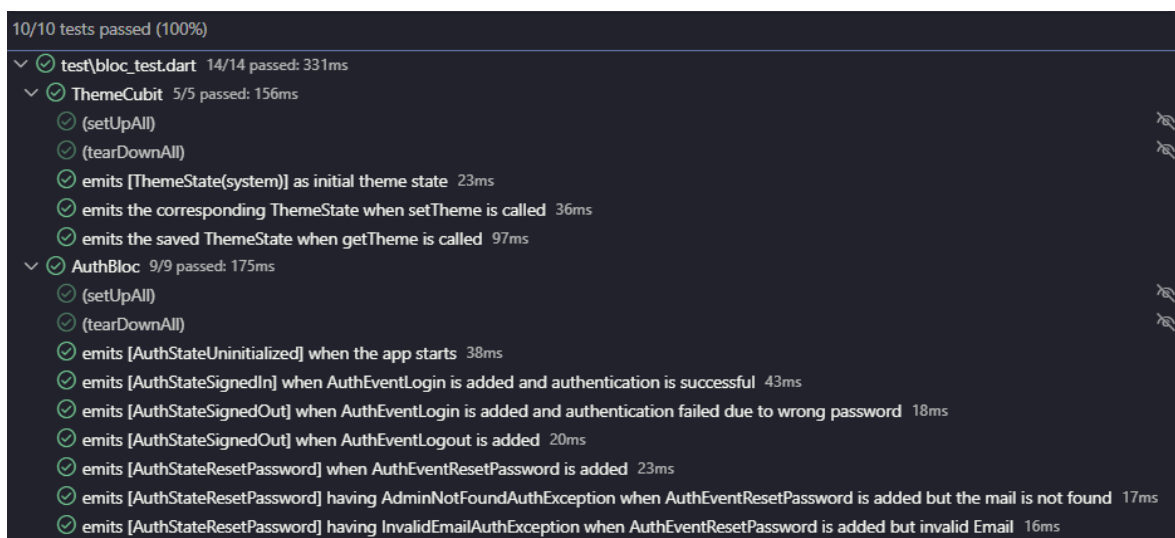 10/10 tests passed (100%)
test\bloc_test.dart 14/14 passed: 331ms
ThemeCubit 5/5 passed: 156ms
(setUpAll)
(tearDownAll)
emits [ThemeState(system)] as initial theme state 23ms
emits the corresponding ThemeState when setTheme is called 36ms
emits the saved ThemeState when getTheme is called 97ms
AuthBloc 9/9 passed: 175ms
(setUpAll)
(tearDownAll)
emits [AuthStateUninitialized] when the app starts 38ms
emits [AuthStateSignedIn] when AuthEventLogin is added and authentication is successful 43ms
emits [AuthStateSignedOut] when AuthEventLogin is added and authentication failed due to wrong password 18ms
emits [AuthStateSignedOut] when AuthEventLogout is added 20ms
emits [AuthStateResetPassword] when AuthEventResetPassword is added 23ms
emits [AuthStateResetPassword] having AdminNotFoundAuthException when AuthEventResetPassword is added but the mail is not found 17ms
emits [AuthStateResetPassword] having InvalidEmailAuthException when AuthEventResetPassword is added but invalid Email 16ms